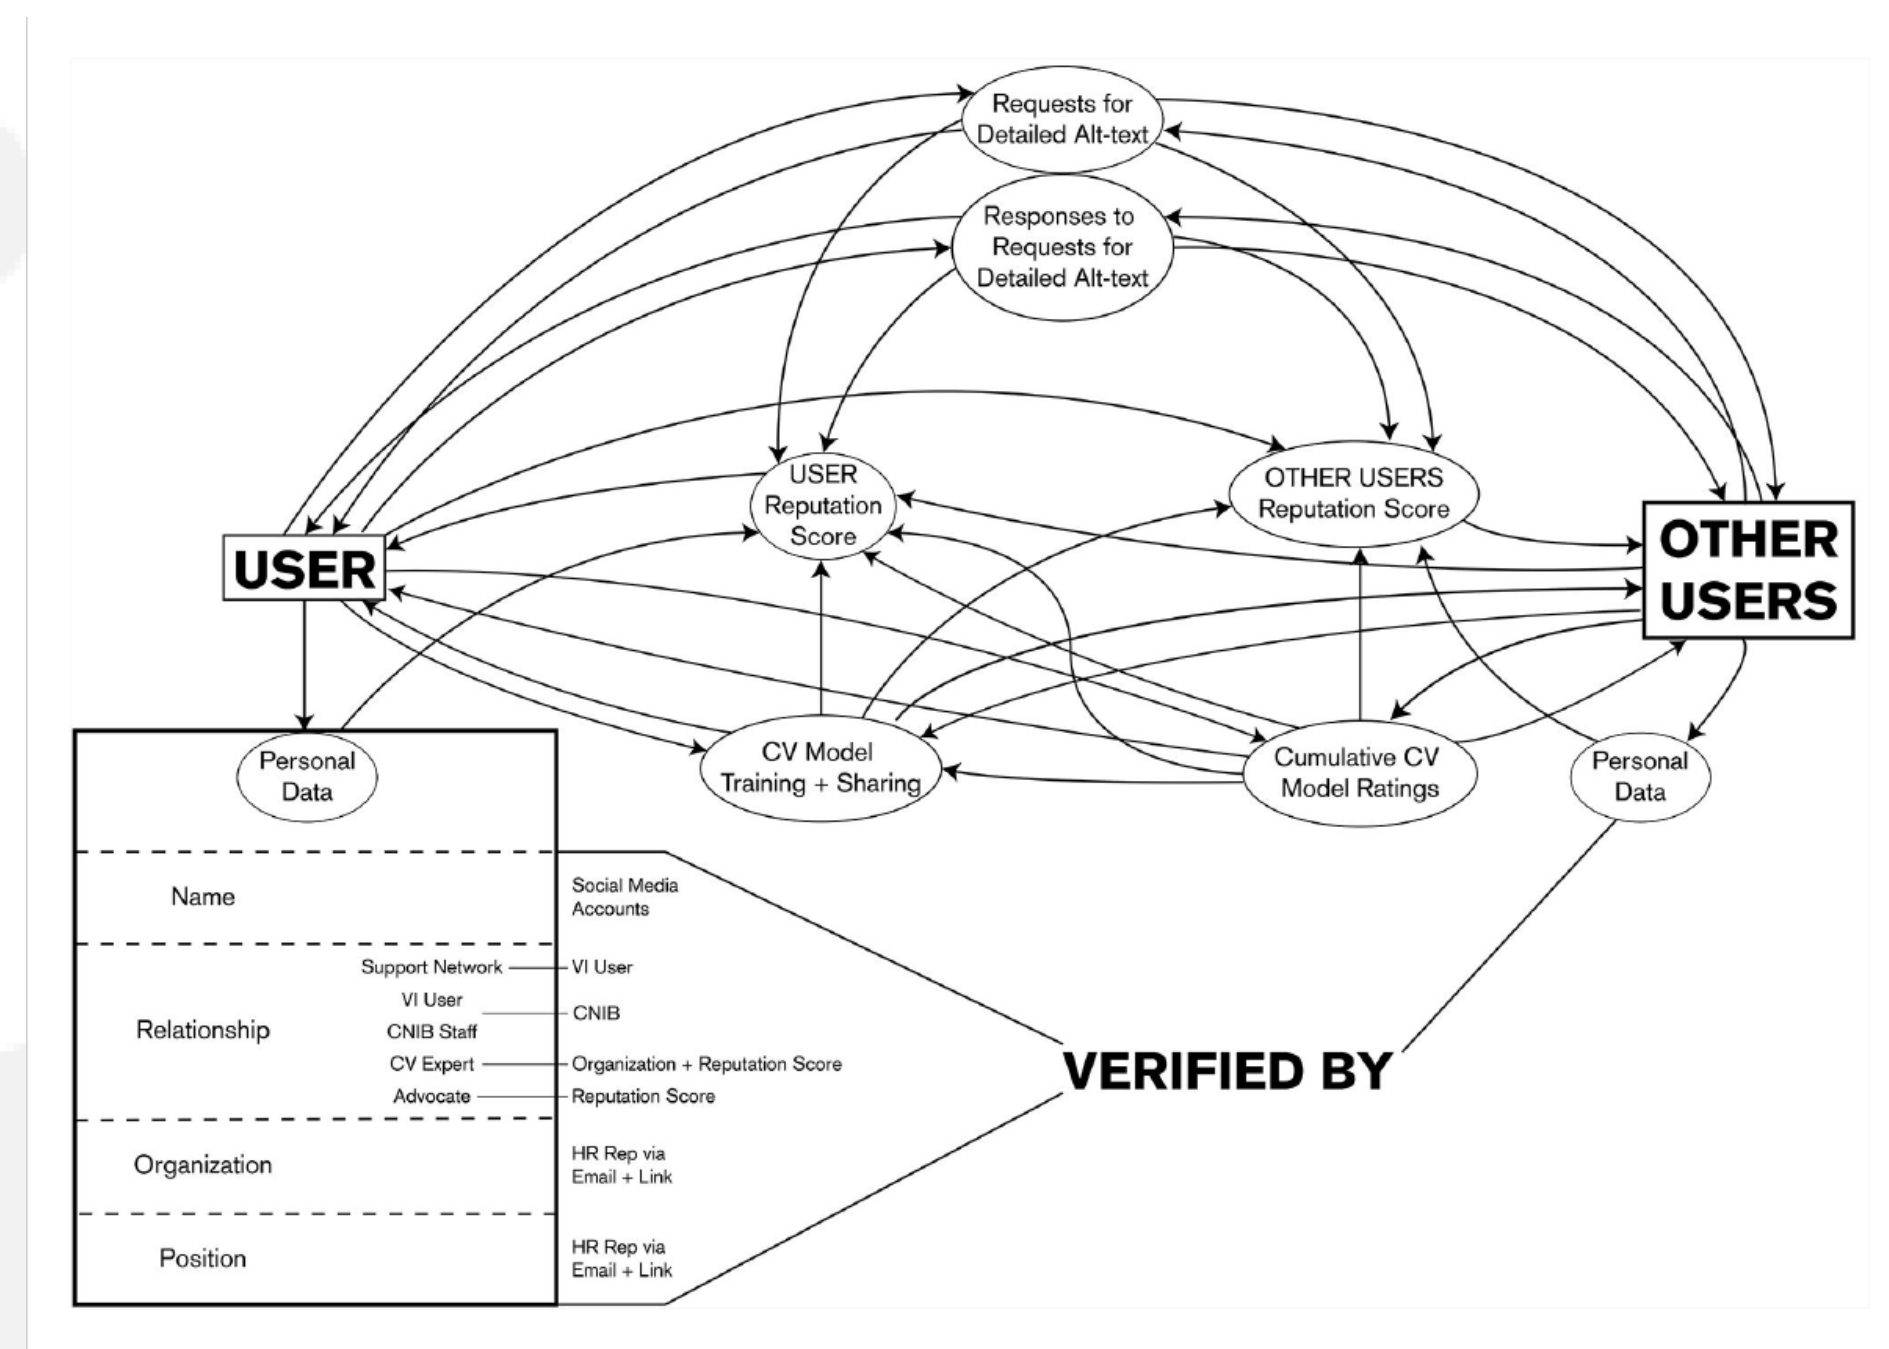 Requests for
Detailed Alt-text
Responses to
Requests for
Detailed Alt-text
USER
Reputation
Score
OTHER USERS
Reputation Score
USER
OTHER
USERS
Personal
Data
CV Model
Training + Sharing
Cumulative CV
Model Ratings
Personal
Data
Name
Social Media
Accounts
Relationship
Support Network
VI User
VI User
CNIB Staff
CNIB
CV Expert
Organization + Reputation Score
Advocate
Reputation Score
VERIFIED BY
Organization
HR Rep via
Email + Link
Position
HR Rep via
Email + Link